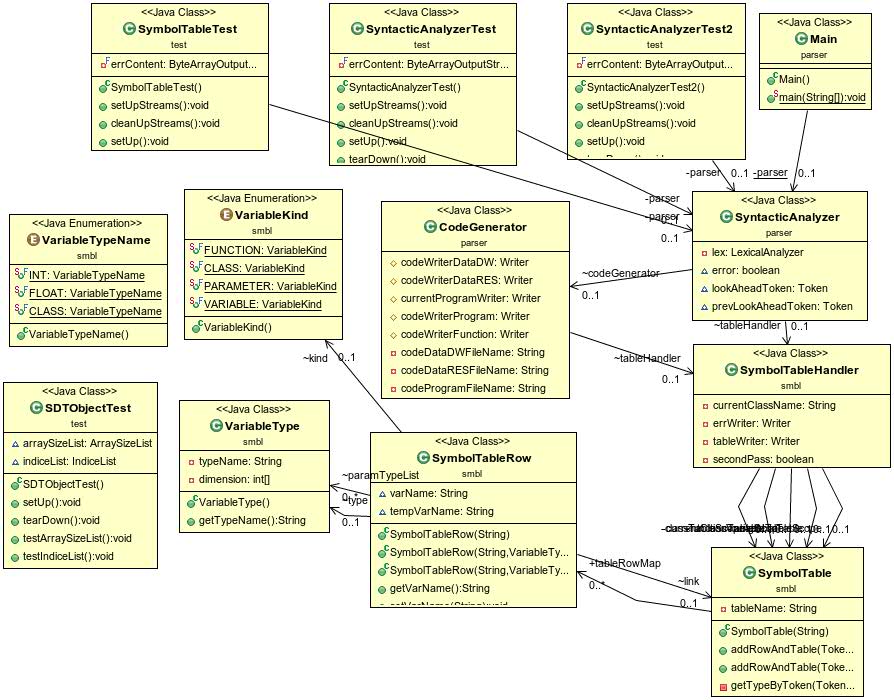 <<Java Class>>
SymbolTableTest
test
errContent: ByteArrayOutput...
SymbolTableTest()
setUpStreams():void
cleanUpStreams():void
setUp():void
<<Java Class>>
SyntacticAnalyzerTest
test
errContent: ByteArrayOutputStr...
SyntacticAnalyzerTest()
setUpStreams():void
cleanUpStreams():void
setUp():void
tearDown():void
<<Java Class>>
SyntacticAnalyzerTest2
test
errContent: ByteArrayOutput...
SyntacticAnalyzerTest2()
setUpStreams():void
cleanUpStreams():void
setUp():void
<<Java Class>>
Main
parser
Main()
main(String[]):void
-parser
0..1
-parser
0..1
-parser
-parser
0..1
<<Java Enumeration>>
VariableTypeName
smbl
INT: VariableTypeName
FLOAT: VariableTypeName
CLASS: VariableTypeName
VariableTypeName()
<<Java Enumeration>>
VariableKind
smbl
FUNCTION: VariableKind
CLASS: VariableKind
PARAMETER: VariableKind
VARIABLE: VariableKind
VariableKind()
<<Java Class>>
CodeGenerator
parser
codeWriterDataDW: Writer
codeWriterDataRES: Writer
currentProgramWriter: Writer
codeWriterProgram: Writer
codeWriterFunction: Writer
codeDataDWFileName: String
codeDataRESFileName: String
codeProgramFileName: String
<<Java Class>>
SyntacticAnalyzer
parser
lex: LexicalAnalyzer
error: boolean
lookAheadToken: Token
prevLookAheadToken: Token
~codeGenerator
0..1
~tableHandler
0..1
~tableHandler
0..1
~kind
0..1
<<Java Class>>
SymbolTableHandler
smbl
currentClassName: String
errWriter: Writer
tableWriter: Writer
secondPass: boolean
<<Java Class>>
SDTObjectTest
test
arraySizeList: ArraySizeList
indiceList: IndiceList
SDTObjectTest()
setUp():void
tearDown():void
testArraySizeList():void
testIndiceList():void
<<Java Class>>
VariableType
smbl
typeName: String
dimension: int[]
VariableType()
getTypeName():String
~paramTypeList
0..*
~type
0..1
<<Java Class>>
SymbolTableRow
smbl
varName: String
tempVarName: String
SymbolTableRow(String)
SymbolTableRow(String,VariableTy...
SymbolTableRow(String,VariableTy...
getVarName():String
+tableRowMap
0..*
~link
0..1
0..1
<<Java Class>>
SymbolTable
smbl
tableName: String
SymbolTable(String)
addRowAndTable(Toke...
addRowAndTable(Toke...
getTypeByToken(Token...